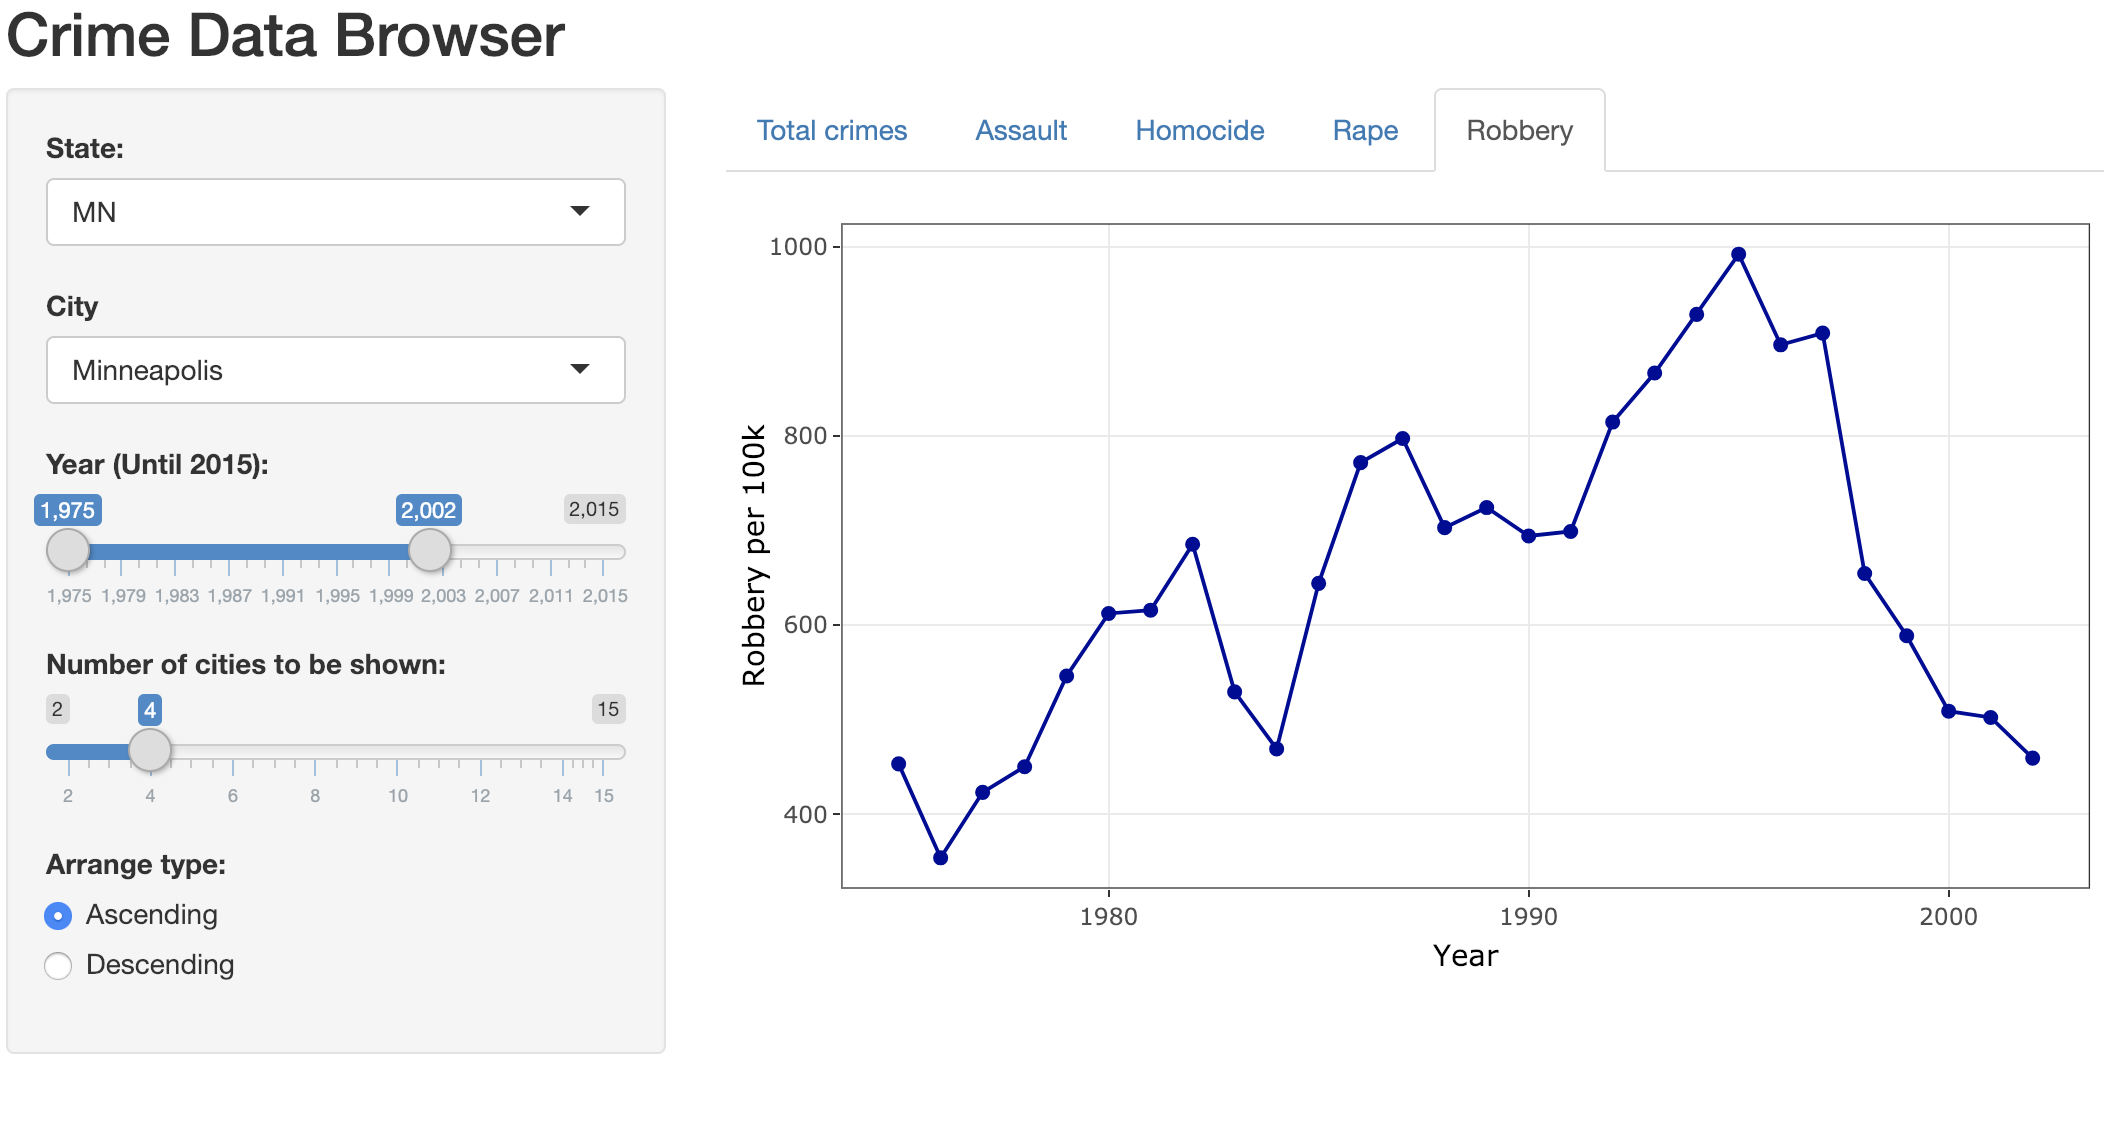 Crime Data Browser
State:
MN
City
Minneapolis
Year (Until 2015):
1,975 2,002 2,015
1,975 1,979 1,983 1,987 1,991 1,995 1,999 2,003 2,007 2,011 2,015
Number of cities to be shown:
2 4 15
2 4 6 8 10 12 14 15
Arrange type:
Ascending
Descending
Total crimes Assault Homocide Rape Robbery
Robbery per 100k
1000
800
600
400
1980 1990 2000
Year